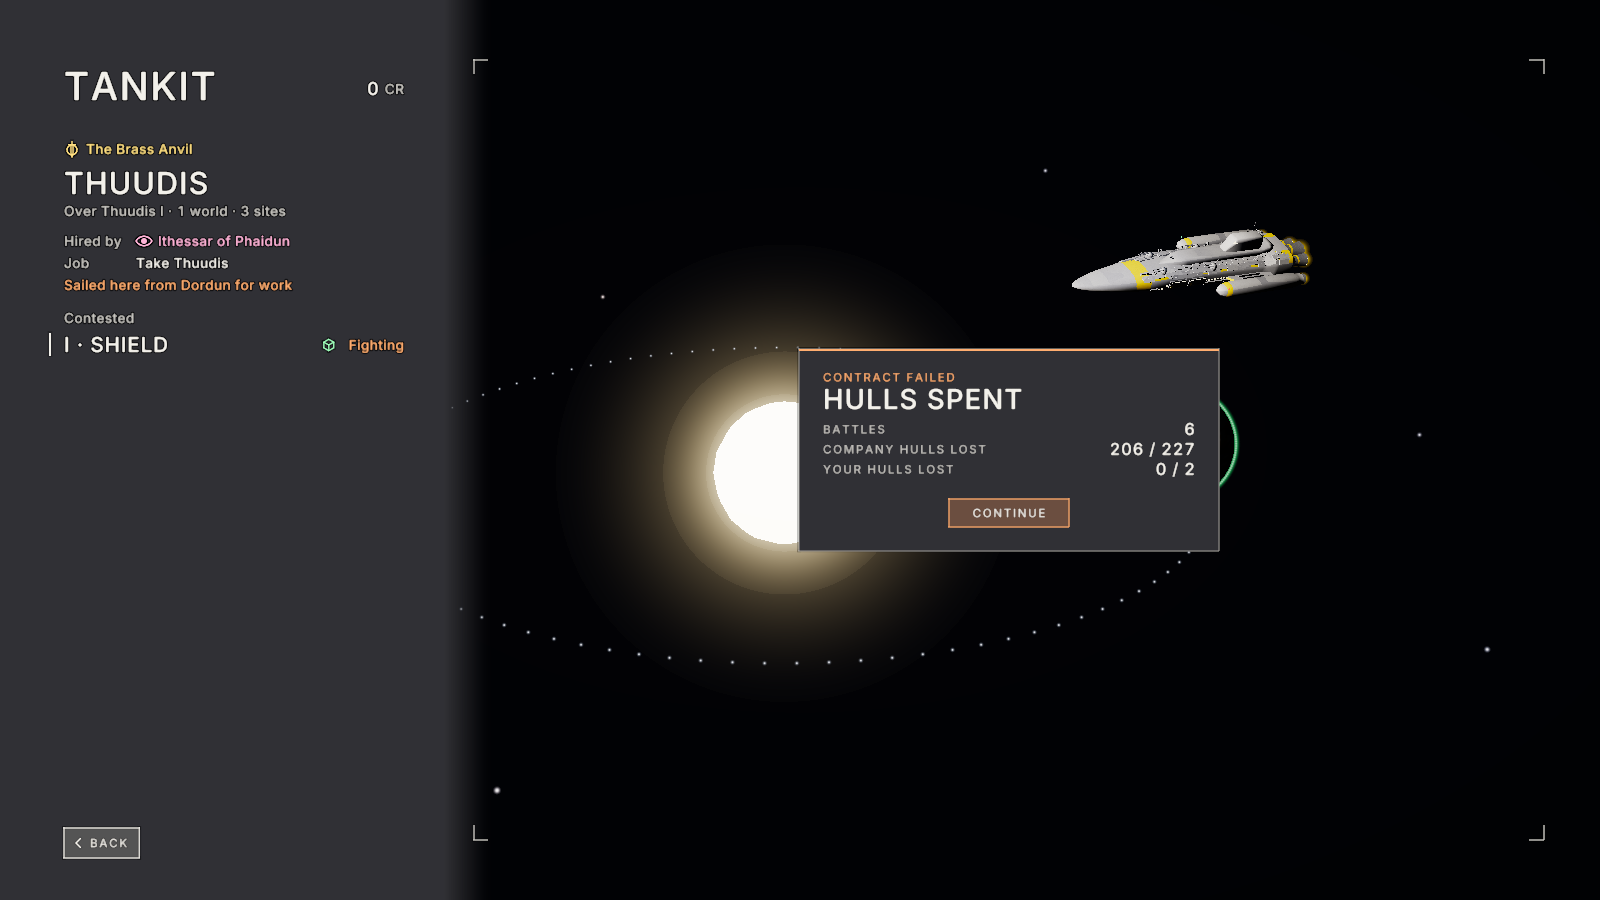 TANKIT
0 CR
The Brass Anvil
THUUDIS
Over Thuudis I · 1 world · 3 sites
Hired by Ithessar of Phaidun
Job Take Thuudis
Sailed here from Dordun for work
Contested
I · SHIELD Fighting
CONTRACT FAILED
HULLS SPENT
BATTLES 6
COMPANY HULLS LOST 206 / 227
YOUR HULLS LOST 0 / 2
CONTINUE
BACK